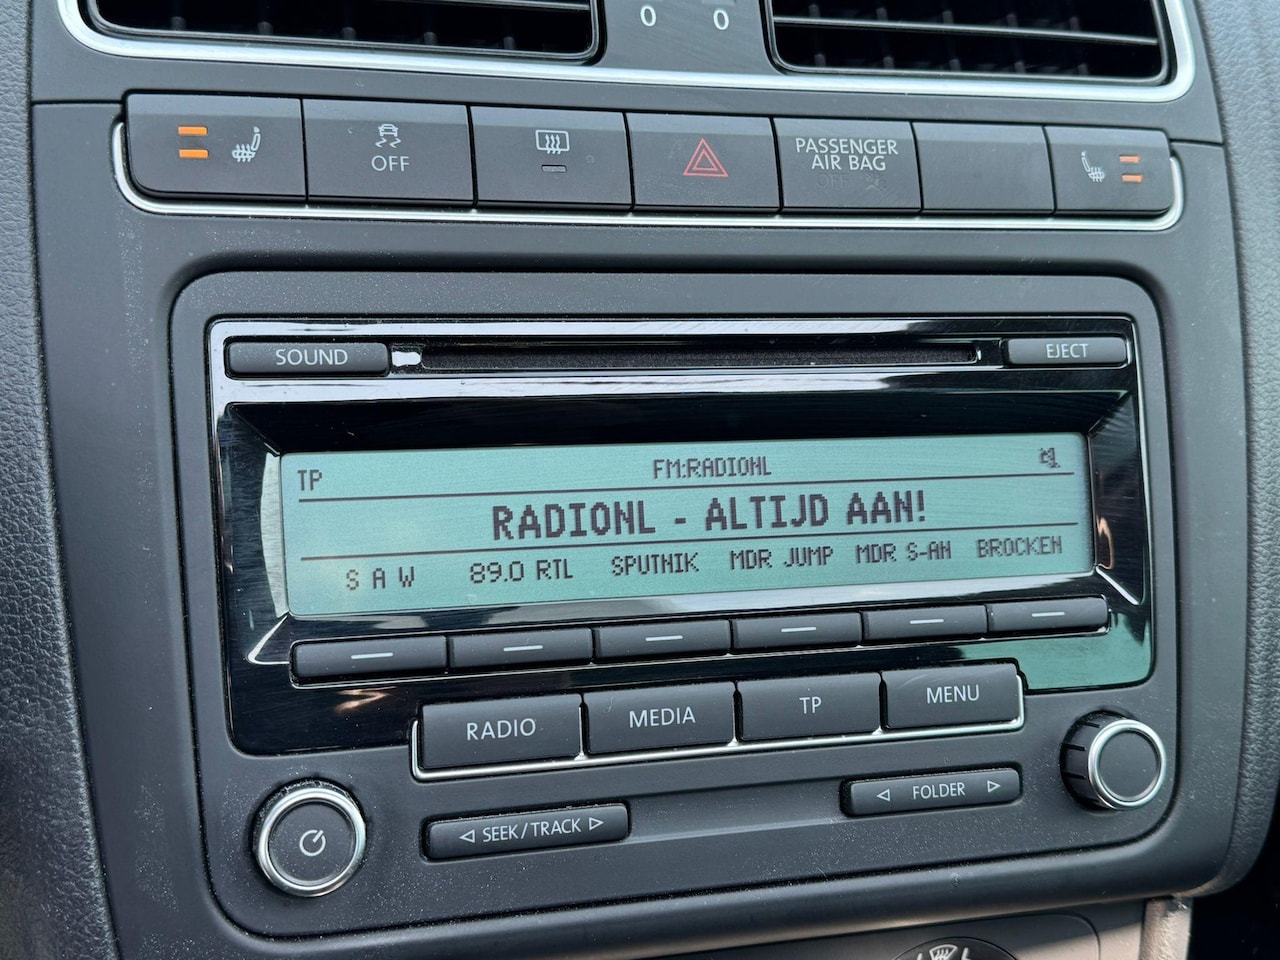 0 0
OFF
PASSENGER
AIR BAG
SOUND
EJECT
TP
FM:RADIONL
RADIONL - ALTIJD AAN!
S A W 89.0 RTL SPUTNIK MDR JUMP MDR S-AN BROCKEN
RADIO MEDIA TP MENU
FOLDER
SEEK/TRACK